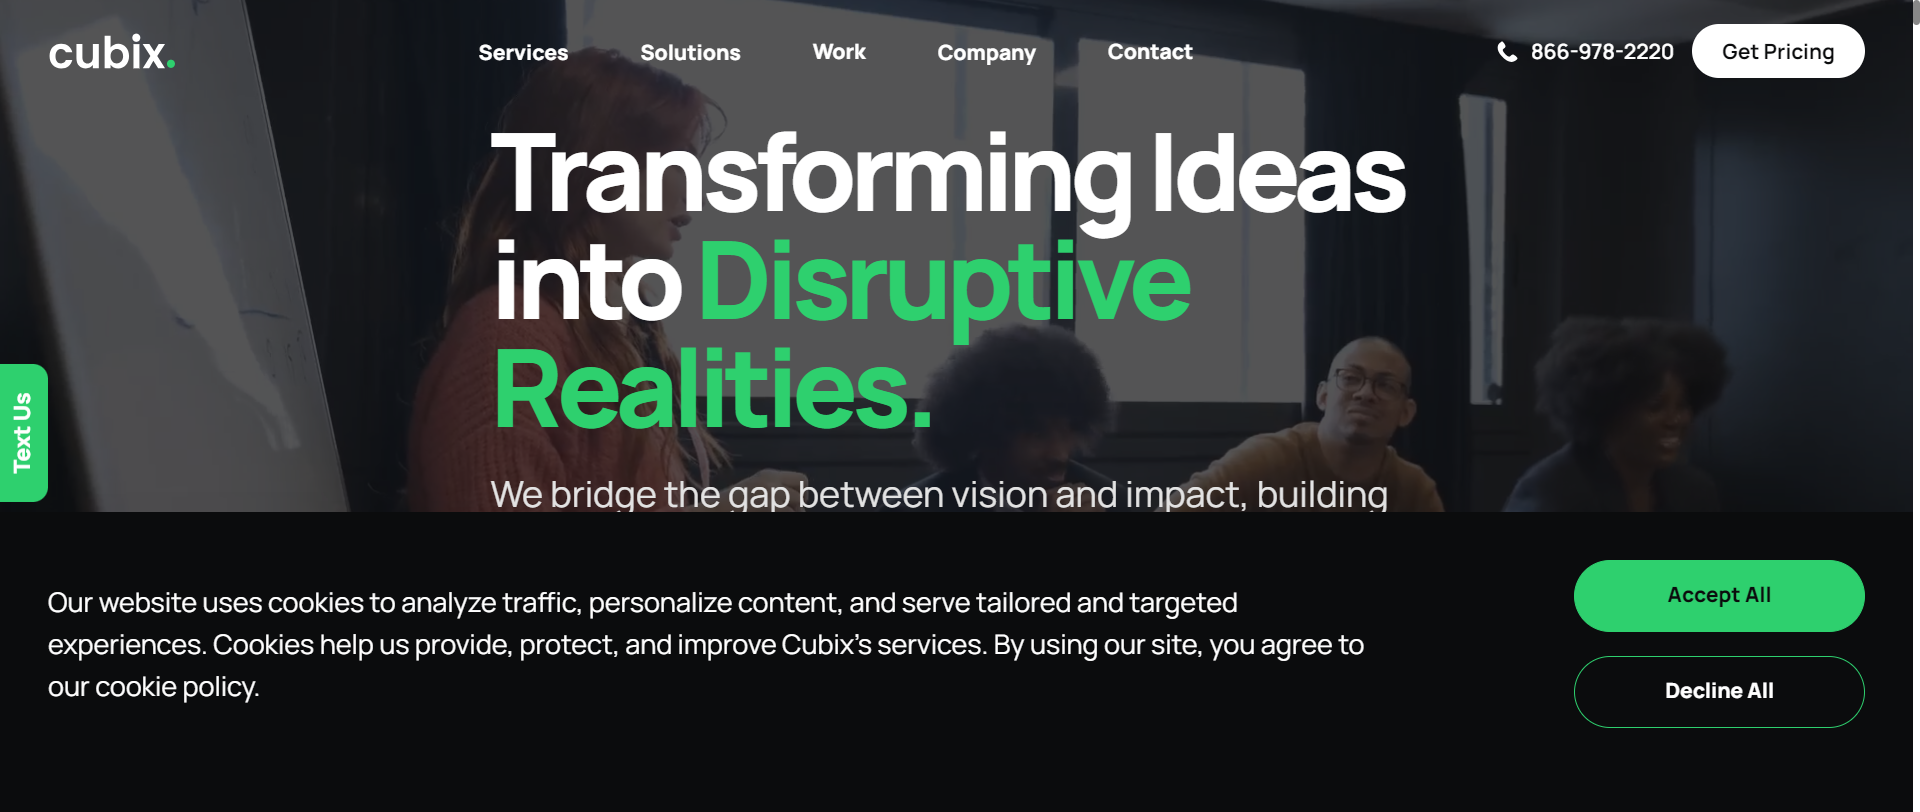 cubix.
Services
Solutions
Work
Company
Contact
866-978-2220
Get Pricing
Transforming Ideas
into Disruptive
Realities.
Text Us
We bridge the gap between vision and impact, building
Our website uses cookies to analyze traffic, personalize content, and serve tailored and targeted
experiences. Cookies help us provide, protect, and improve Cubix’s services. By using our site, you agree to
our cookie policy.
Accept All
Decline All